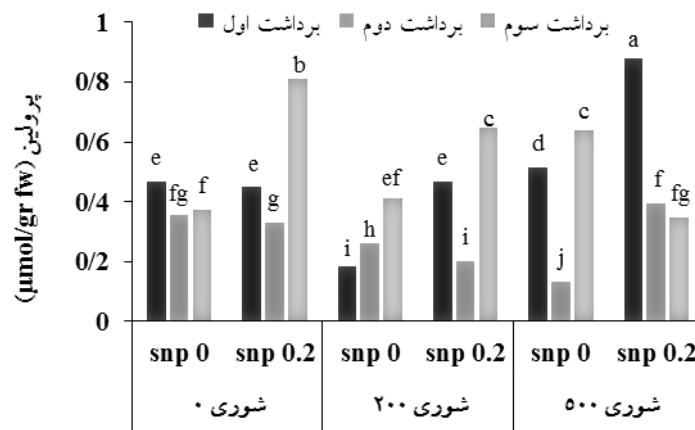 برداشت اول برداشت دوم برداشت سوم
پرولین (µmol/gr fw)
1
0/8
0/6
0/4
0/2
0
e fg f e g b i h ef e i c d j c a f fg
snp 0 snp 0.2 snp 0 snp 0.2 snp 0 snp 0.2
شوری ۰ شوری ۲۰۰ شوری ۵۰۰